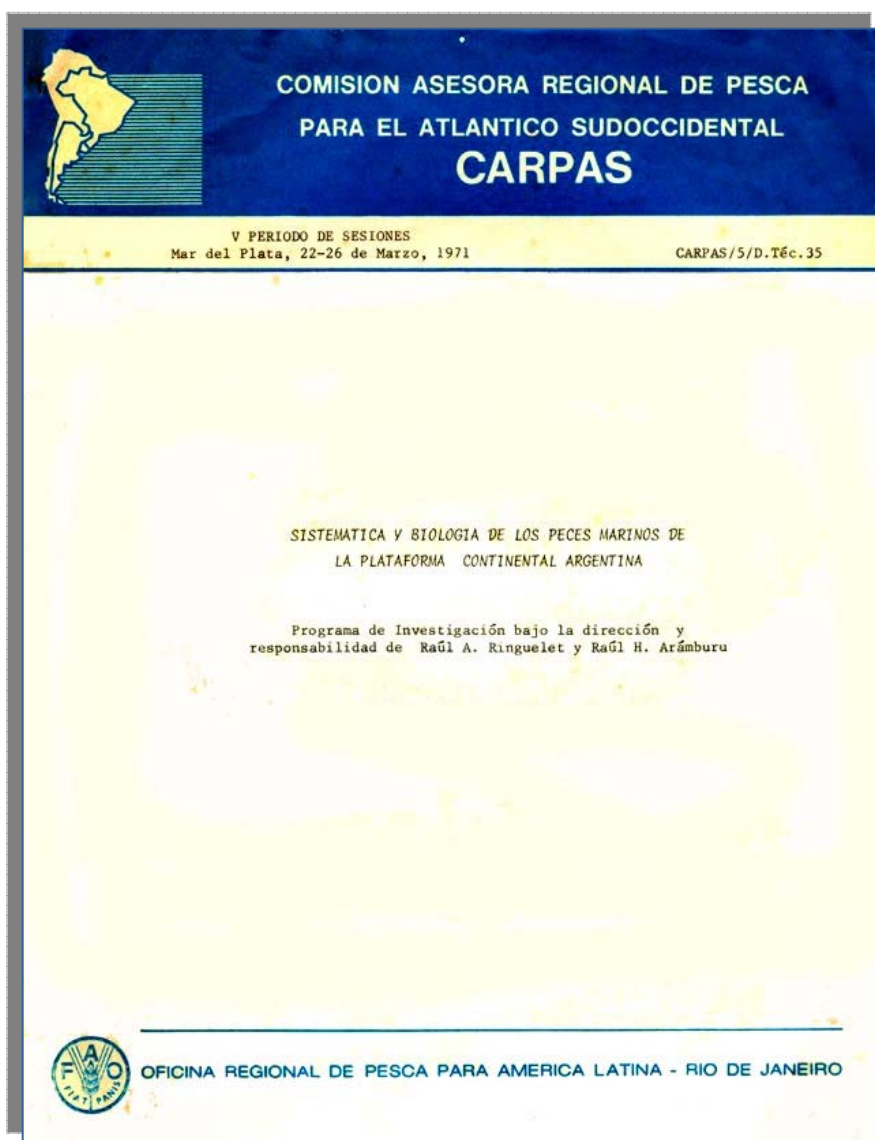 COMISION ASESORA REGIONAL DE PESCA
PARA EL ATLANTICO SUDOCCIDENTAL
CARPAS
V PERIODO DE SESIONES
Mar del Plata, 22-26 de Marzo, 1971
CARPAS/5/D.Téc.35
SISTEMATICA Y BIOLOGIA DE LOS PECES MARINOS DE
LA PLATAFORMA CONTINENTAL ARGENTINA
Programa de Investigación bajo la dirección y
responsabilidad de Raúl A. Ringuelet y Raúl H. Arámburu
F A O
FIAT PANIS
OFICINA REGIONAL DE PESCA PARA AMERICA LATINA - RIO DE JANEIRO